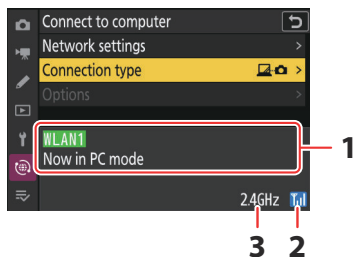 Connect to computer
Network settings
Connection type
Options
WLAN1
Now in PC mode
2.4GHz
1
3 2